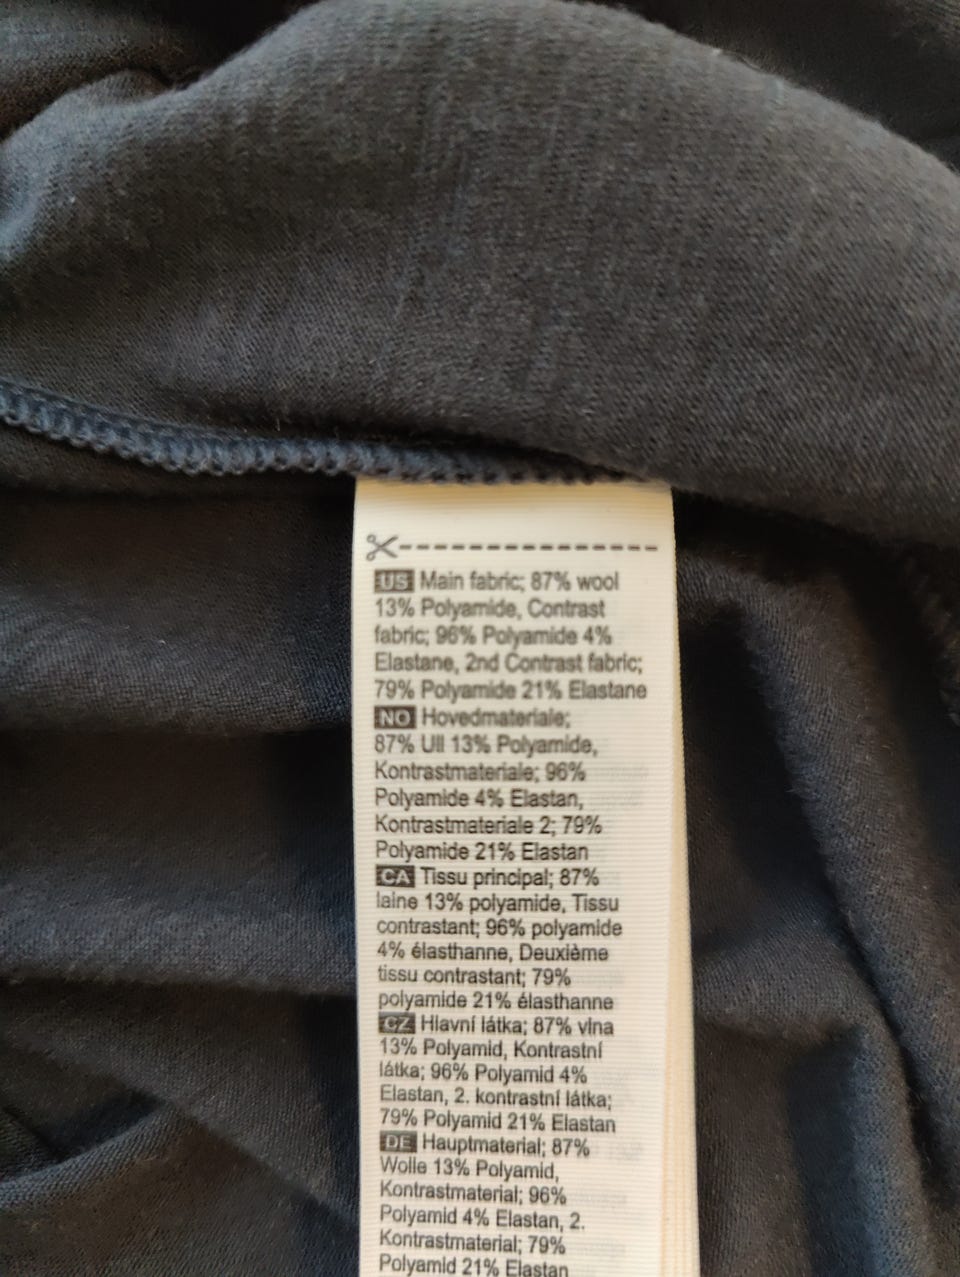 US Main fabric; 87% wool
13% Polyamide, Contrast
fabric; 96% Polyamide 4%
Elastane, 2nd Contrast fabric;
79% Polyamide 21% Elastane
NO Hovedmateriale;
87% Ull 13% Polyamide,
Kontrastmateriale; 96%
Polyamide 4% Elastan,
Kontrastmateriale 2; 79%
Polyamide 21% Elastan
CA Tissu principal; 87%
laine 13% polyamide, Tissu
contrastant; 96% polyamide
4% élasthanne, Deuxième
tissu contrastant; 79%
polyamide 21% élasthanne
CZ Hlavní látka; 87% vlna
13% Polyamid, Kontrastní
látka; 96% Polyamid 4%
Elastan, 2. kontrastní látka;
79% Polyamid 21% Elastan
DE Hauptmaterial; 87%
Wolle 13% Polyamid,
Kontrastmaterial; 96%
Polyamid 4% Elastan, 2.
Kontrastmaterial; 79%
Polyamid 21% Elastan